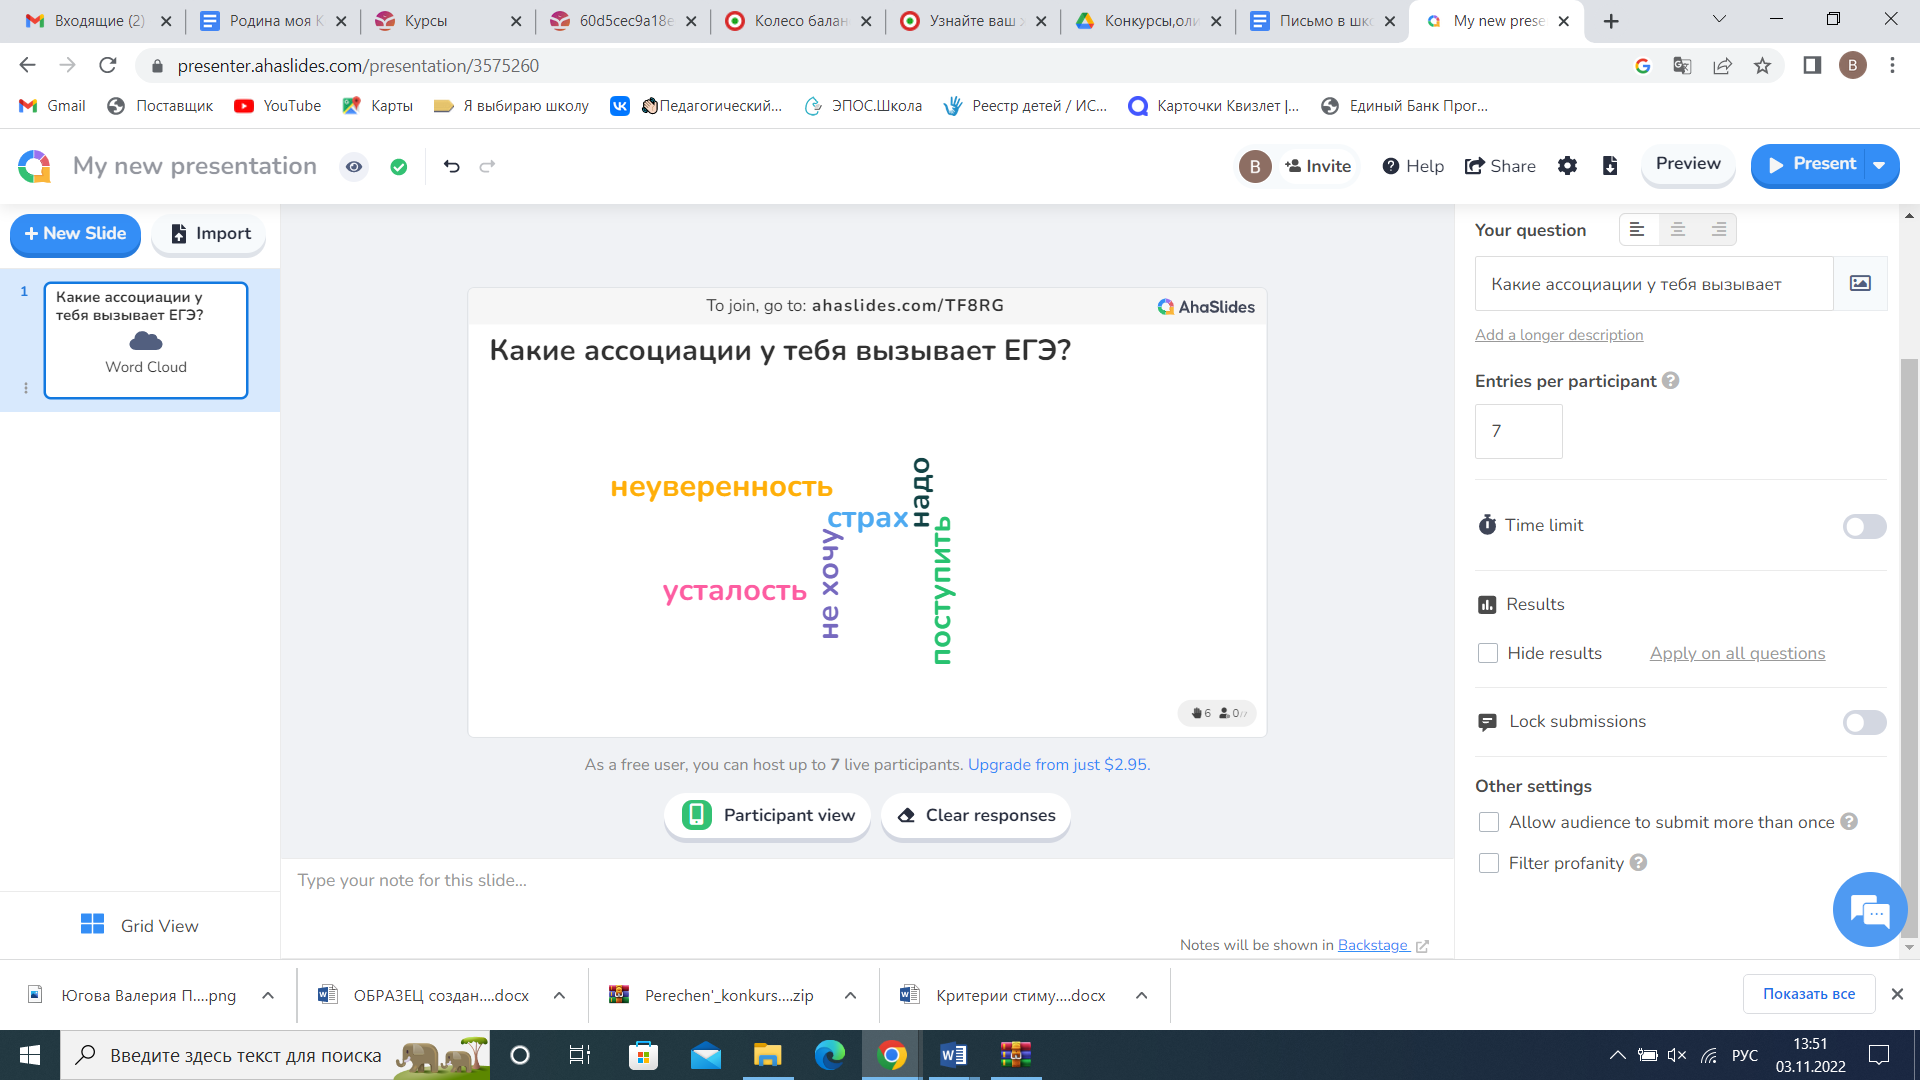 Входящие (2)
Родина моя К
Курсы
60d5cec9a18e
Колесо балан
Узнайте ваш
Конкурсы,оли
Письмо в шко
My new prese
presenter.ahaslides.com/presentation/3575260
B
Gmail
Поставщик
YouTube
Карты
Я выбираю школу
Педагогический...
ЭПОС.Школа
Реестр детей / ИС...
Карточки Квизлет |...
Единый Банк Прог...
My new presentation
B
Invite
Help
Share
Preview
Present
+ New Slide
Import
1
Какие ассоциации у
тебя вызывает ЕГЭ?
Word Cloud
To join, go to: ahaslides.com/TF8RG
AhaSlides
Какие ассоциации у тебя вызывает ЕГЭ?
неуверенность
страх
надо
не хочу
усталость
поступить
6
0/7
As a free user, you can host up to 7 live participants. Upgrade from just $2.95.
Participant view
Clear responses
Type your note for this slide...
Notes will be shown in Backstage
Grid View
Your question
Какие ассоциации у тебя вызывает
Add a longer description
Entries per participant
7
Time limit
Results
Hide results
Apply on all questions
Lock submissions
Other settings
Allow audience to submit more than once
Filter profanity
Югова Валерия П....png
ОБРАЗЕЦ создан....docx
Perechen'_konkurs....zip
Критерии стиму....docx
Показать все
Введите здесь текст для поиска
РУС
13:51
03.11.2022